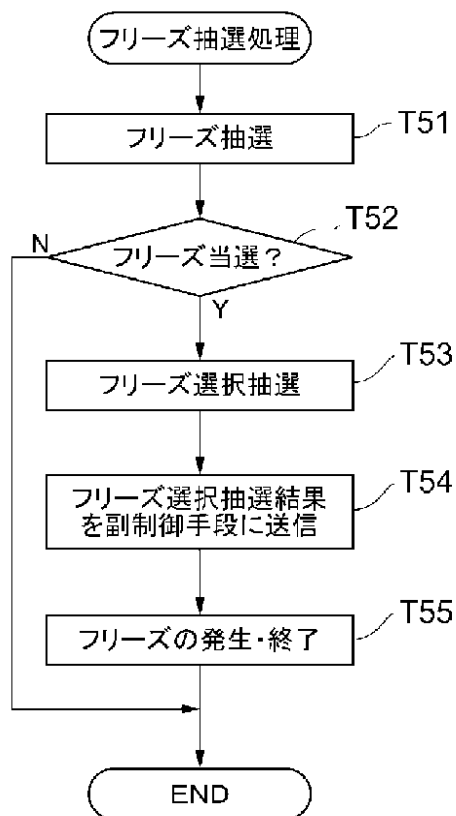 フリーズ抽選処理
フリーズ抽選
T51
フリーズ当選？
T52
N
Y
フリーズ選択抽選
T53
フリーズ選択抽選結果
を副制御手段に送信
T54
フリーズの発生・終了
T55
END